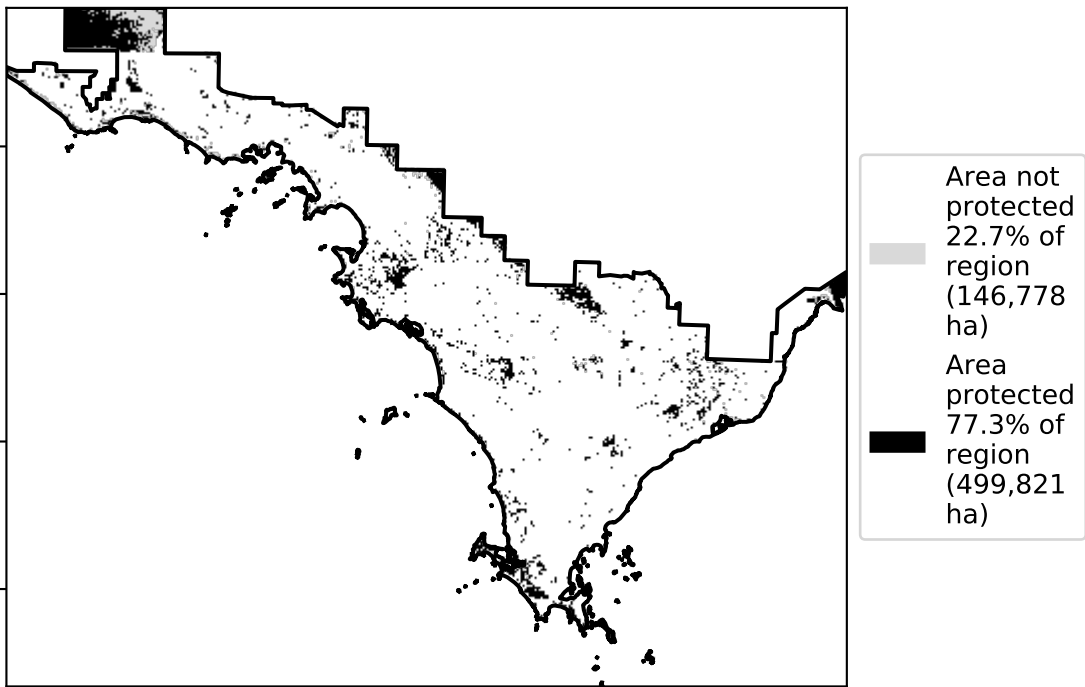 Area not
protected
22.7% of
region
(146,778
ha)
Area
protected
77.3% of
region
(499,821
ha)